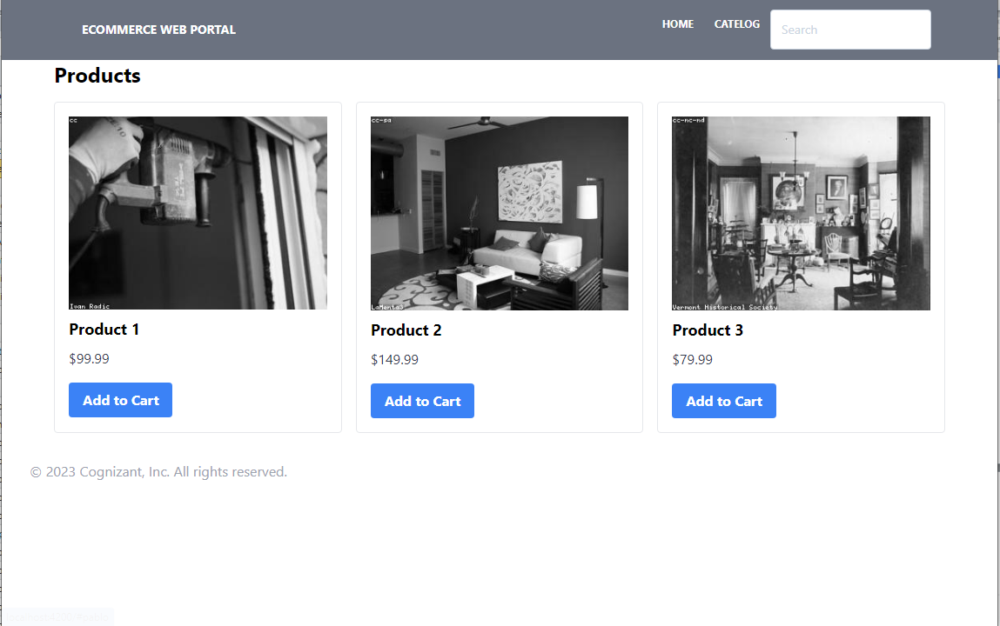 ECOMMERCE WEB PORTAL
HOME CATELOG Search
Products
cc
cc-sa
cc-nc-nd
Ivan Radic
LaMenta3
Vermont Historical Society
Product 1
Product 2
Product 3
$99.99
$149.99
$79.99
Add to Cart
Add to Cart
Add to Cart
© 2023 Cognizant, Inc. All rights reserved.